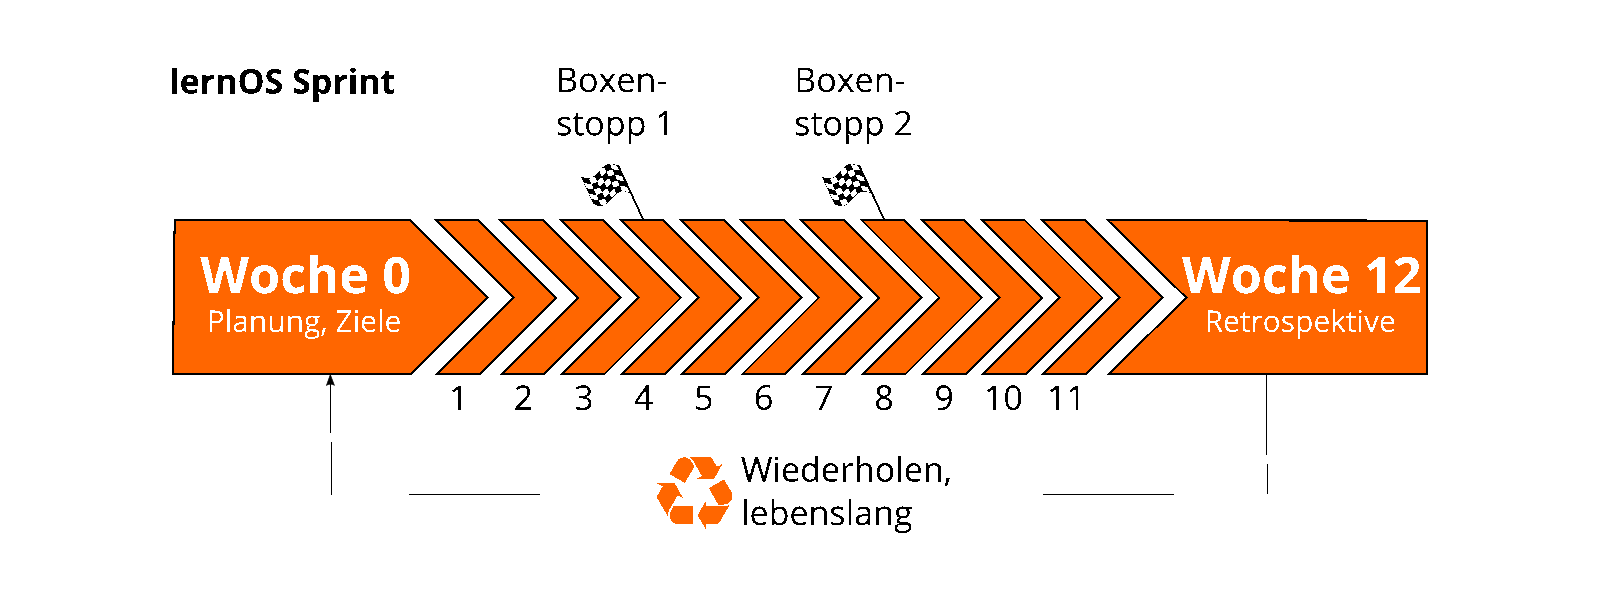 lernOS Sprint
Boxen-
stopp 1
Boxen-
stopp 2
Woche 0
Planung, Ziele
Woche 12
Retrospektive
1 2 3 4 5 6 7 8 9 10 11
Wiederholen,
lebenslang